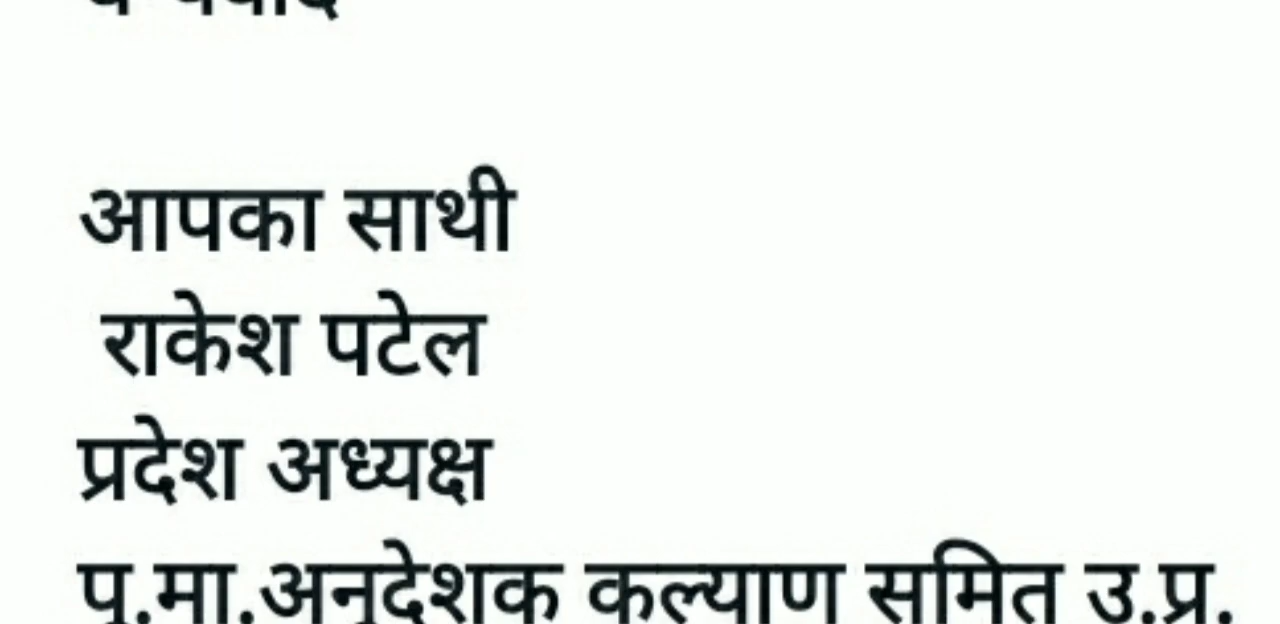 आपका साथी
राकेश पटेल
प्रदेश अध्यक्ष
पू.मा.अनुदेशक कल्याण समित उ.प्र.